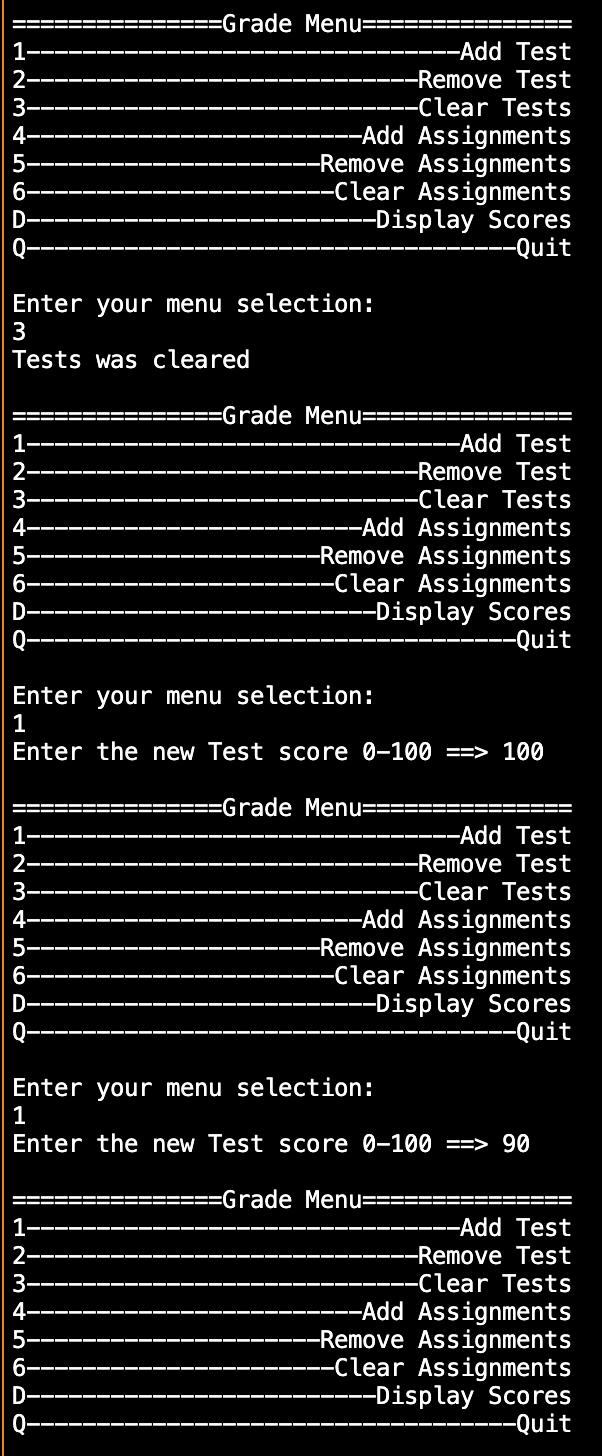 ===============Grade Menu===============
1-------------------------------Add Test
2----------------------------Remove Test
3----------------------------Clear Tests
4------------------------Add Assignments
5---------------------Remove Assignments
6----------------------Clear Assignments
D-------------------------Display Scores
Q-----------------------------------Quit
Enter your menu selection:
3
Tests was cleared
===============Grade Menu===============
1-------------------------------Add Test
2----------------------------Remove Test
3----------------------------Clear Tests
4------------------------Add Assignments
5---------------------Remove Assignments
6----------------------Clear Assignments
D-------------------------Display Scores
Q-----------------------------------Quit
Enter your menu selection:
1
Enter the new Test score 0-100 ==> 100
===============Grade Menu===============
1-------------------------------Add Test
2----------------------------Remove Test
3----------------------------Clear Tests
4------------------------Add Assignments
5---------------------Remove Assignments
6----------------------Clear Assignments
D-------------------------Display Scores
Q-----------------------------------Quit
Enter your menu selection:
1
Enter the new Test score 0-100 ==> 90
===============Grade Menu===============
1-------------------------------Add Test
2----------------------------Remove Test
3----------------------------Clear Tests
4------------------------Add Assignments
5---------------------Remove Assignments
6----------------------Clear Assignments
D-------------------------Display Scores
Q-----------------------------------Quit